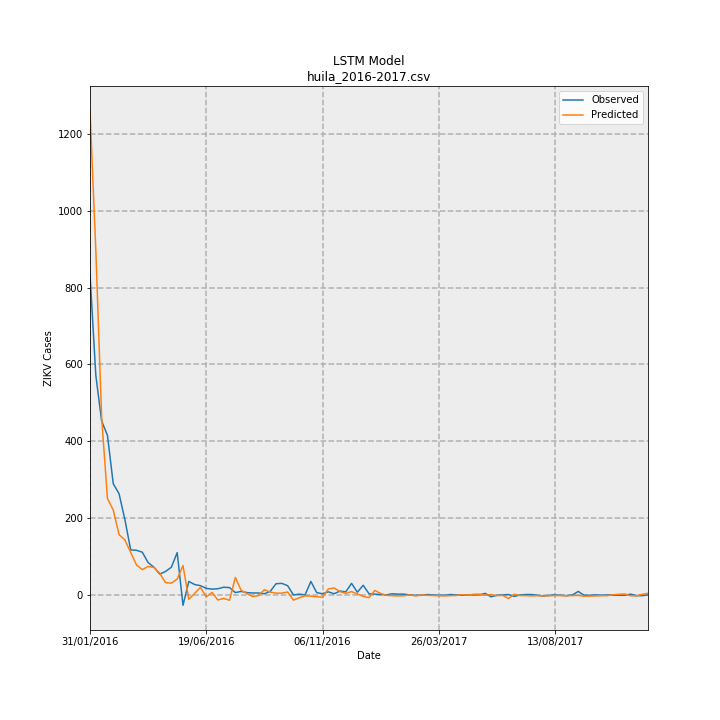 LSTM Model
huila_2016-2017.csv
Observed
Predicted
1200
1000
800
600
400
200
0
ZIKV Cases
31/01/2016
19/06/2016
06/11/2016
26/03/2017
13/08/2017
Date